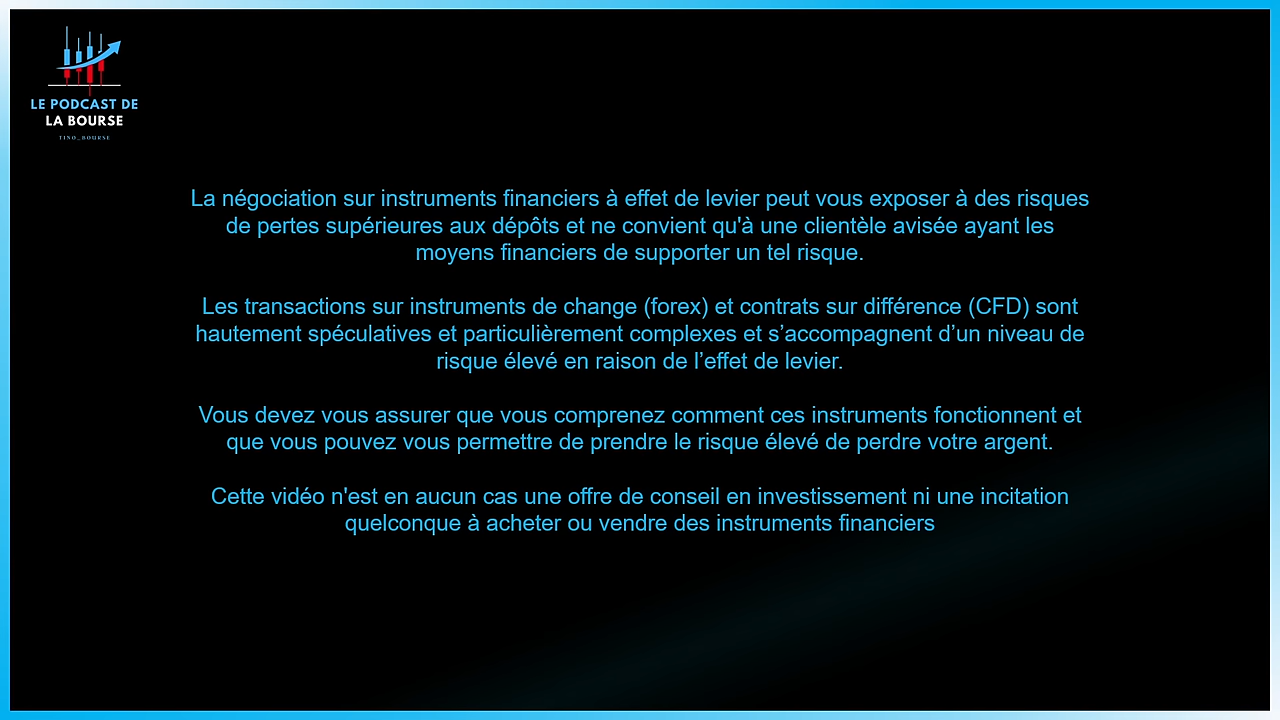 LE PODCAST DE
LA BOURSE
TINO_BOURSE
La négociation sur instruments financiers à effet de levier peut vous exposer à des risques
de pertes supérieures aux dépôts et ne convient qu'à une clientèle avisée ayant les
moyens financiers de supporter un tel risque.
Les transactions sur instruments de change (forex) et contrats sur différence (CFD) sont
hautement spéculatives et particulièrement complexes et s’accompagnent d’un niveau de
risque élevé en raison de l’effet de levier.
Vous devez vous assurer que vous comprenez comment ces instruments fonctionnent et
que vous pouvez vous permettre de prendre le risque élevé de perdre votre argent.
Cette vidéo n'est en aucun cas une offre de conseil en investissement ni une incitation
quelconque à acheter ou vendre des instruments financiers